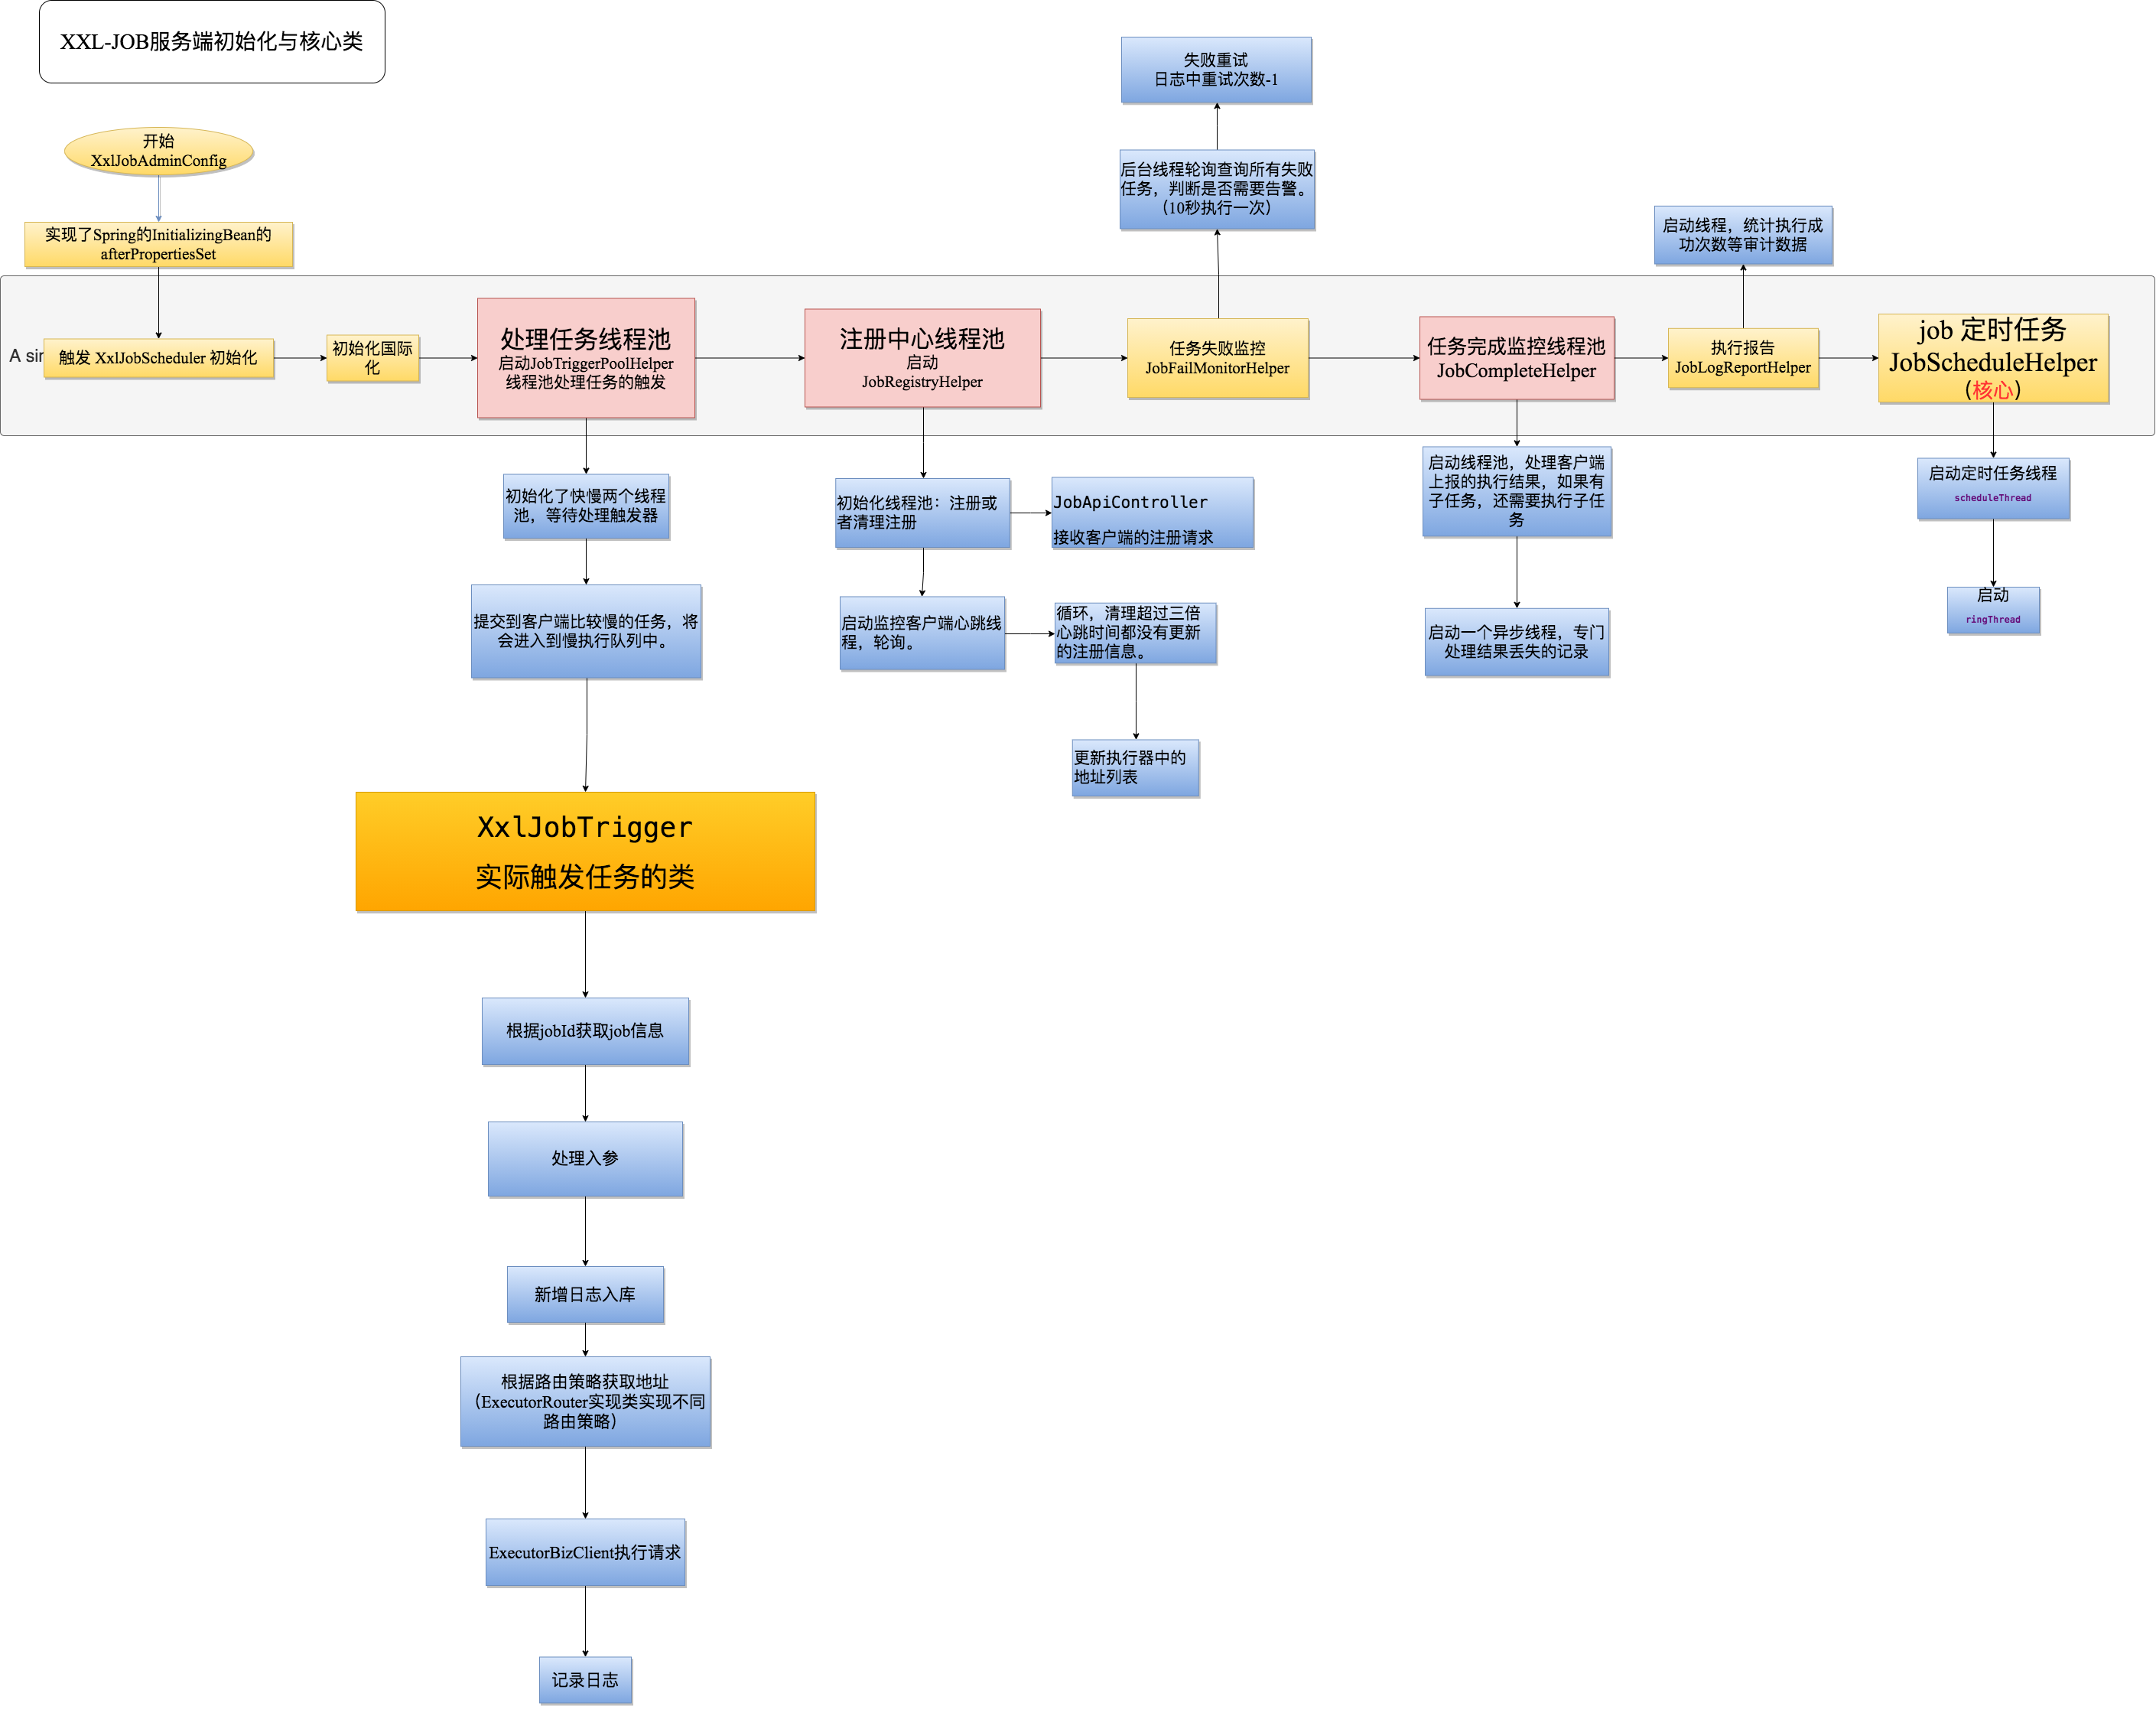 XXL-JOB服务端初始化与核心类
开始
XxlJobAdminConfig
实现了Spring的InitializingBean的
afterPropertiesSet
A sir
触发 XxlJobScheduler 初始化
初始化国际
化
处理任务线程池
启动JobTriggerPoolHelper
线程池处理任务的触发
注册中心线程池
启动
JobRegistryHelper
失败重试
日志中重试次数-1
后台线程轮询查询所有失败
任务，判断是否需要告警。
（10秒执行一次）
任务失败监控
JobFailMonitorHelper
任务完成监控线程池
JobCompleteHelper
启动线程，统计执行成
功次数等审计数据
执行报告
JobLogReportHelper
job 定时任务
JobScheduleHelper
（核心）
初始化了快慢两个线程
池，等待处理触发器
提交到客户端比较慢的任务，将
会进入到慢执行队列中。
初始化线程池：注册或
者清理注册
JobApiController
接收客户端的注册请求
启动监控客户端心跳线
程，轮询。
循环，清理超过三倍
心跳时间都没有更新
的注册信息。
更新执行器中的
地址列表
启动线程池，处理客户端
上报的执行结果，如果有
子任务，还需要执行子任
务
启动一个异步线程，专门
处理结果丢失的记录
启动定时任务线程
scheduleThread
启动
ringThread
XxlJobTrigger
实际触发任务的类
根据jobId获取job信息
处理入参
新增日志入库
根据路由策略获取地址
（ExecutorRouter实现类实现不同
路由策略）
ExecutorBizClient执行请求
记录日志